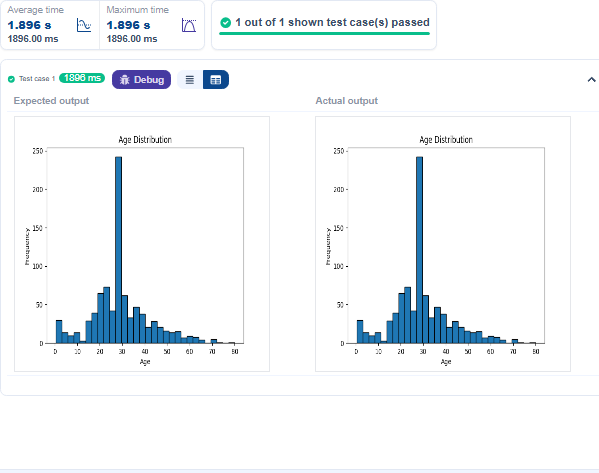 Average time
Maximum time
1.896 s
1.896 s
1896.00 ms
1896.00 ms
1 out of 1 shown test case(s) passed
Test case 1
1896 ms
Debug
Expected output
Actual output
Age Distribution
250
200
150
100
50
0
Frequency
0 10 20 30 40 50 60 70 80
Age
Age Distribution
250
200
150
100
50
0
Frequency
0 10 20 30 40 50 60 70 80
Age